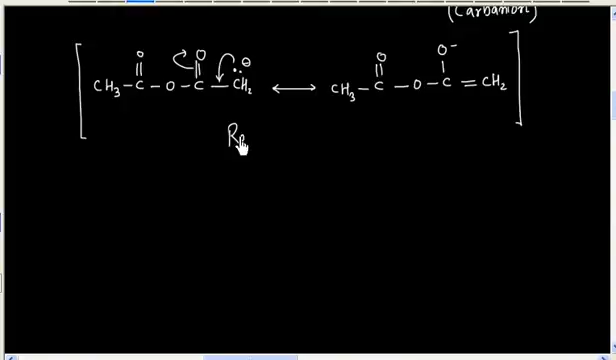 (Carbanion)
O O ⊖ O O⁻
CH₃ – C – O – C – CH₂ ⟷ CH₃ – C – O – C = CH₂